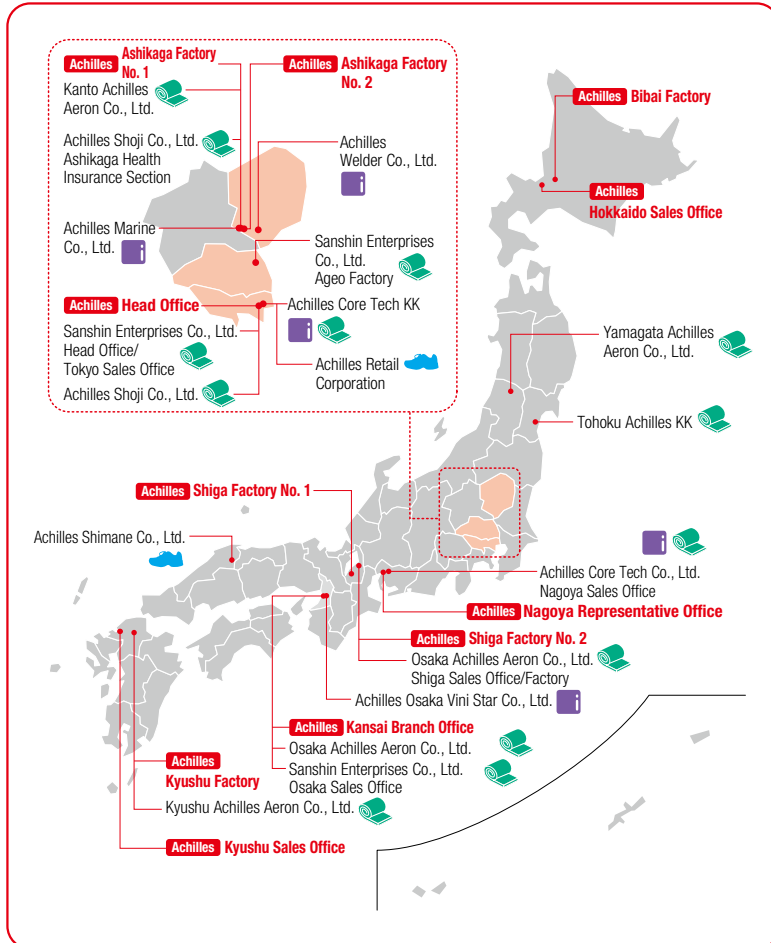 Achilles Ashikaga Factory
No. 1
Kanto Achilles
Aeron Co., Ltd.
Achilles Shoji Co., Ltd.
Ashikaga Health
Insurance Section
Achilles Marine
Co., Ltd.
i
Achilles Head Office
Sanshin Enterprises Co., Ltd.
Head Office/
Tokyo Sales Office
Achilles Shoji Co., Ltd.
Achilles Ashikaga Factory
No. 2
Achilles
Welder Co., Ltd.
i
Sanshin Enterprises
Co., Ltd.
Ageo Factory
Achilles Core Tech KK
i
Achilles Retail
Corporation
Achilles Bibai Factory
Achilles
Hokkaido Sales Office
Yamagata Achilles
Aeron Co., Ltd.
Tohoku Achilles KK
Achilles Shiga Factory No. 1
Achilles Shimane Co., Ltd.
i
Achilles Core Tech Co., Ltd.
Nagoya Sales Office
Achilles Nagoya Representative Office
Achilles Shiga Factory No. 2
Osaka Achilles Aeron Co., Ltd.
Shiga Sales Office/Factory
Achilles Osaka Vini Star Co., Ltd.
i
Achilles Kansai Branch Office
Osaka Achilles Aeron Co., Ltd.
Sanshin Enterprises Co., Ltd.
Osaka Sales Office
Achilles
Kyushu Factory
Kyushu Achilles Aeron Co., Ltd.
Achilles Kyushu Sales Office